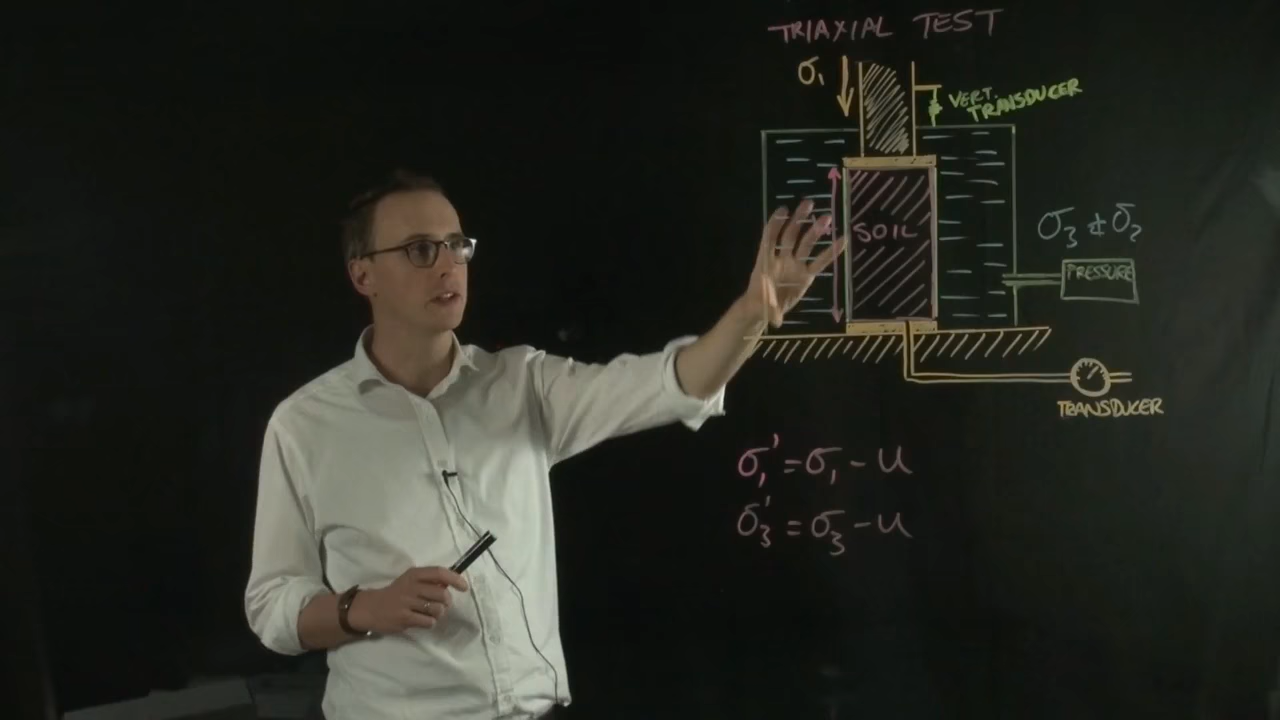 TRIAXIAL TEST
σ₁
VERT.
TRANSDUCER
SOIL
σ₃ & σ₂
PRESSURE
TRANSDUCER
σ₁' = σ₁ - u
σ₃' = σ₃ - u